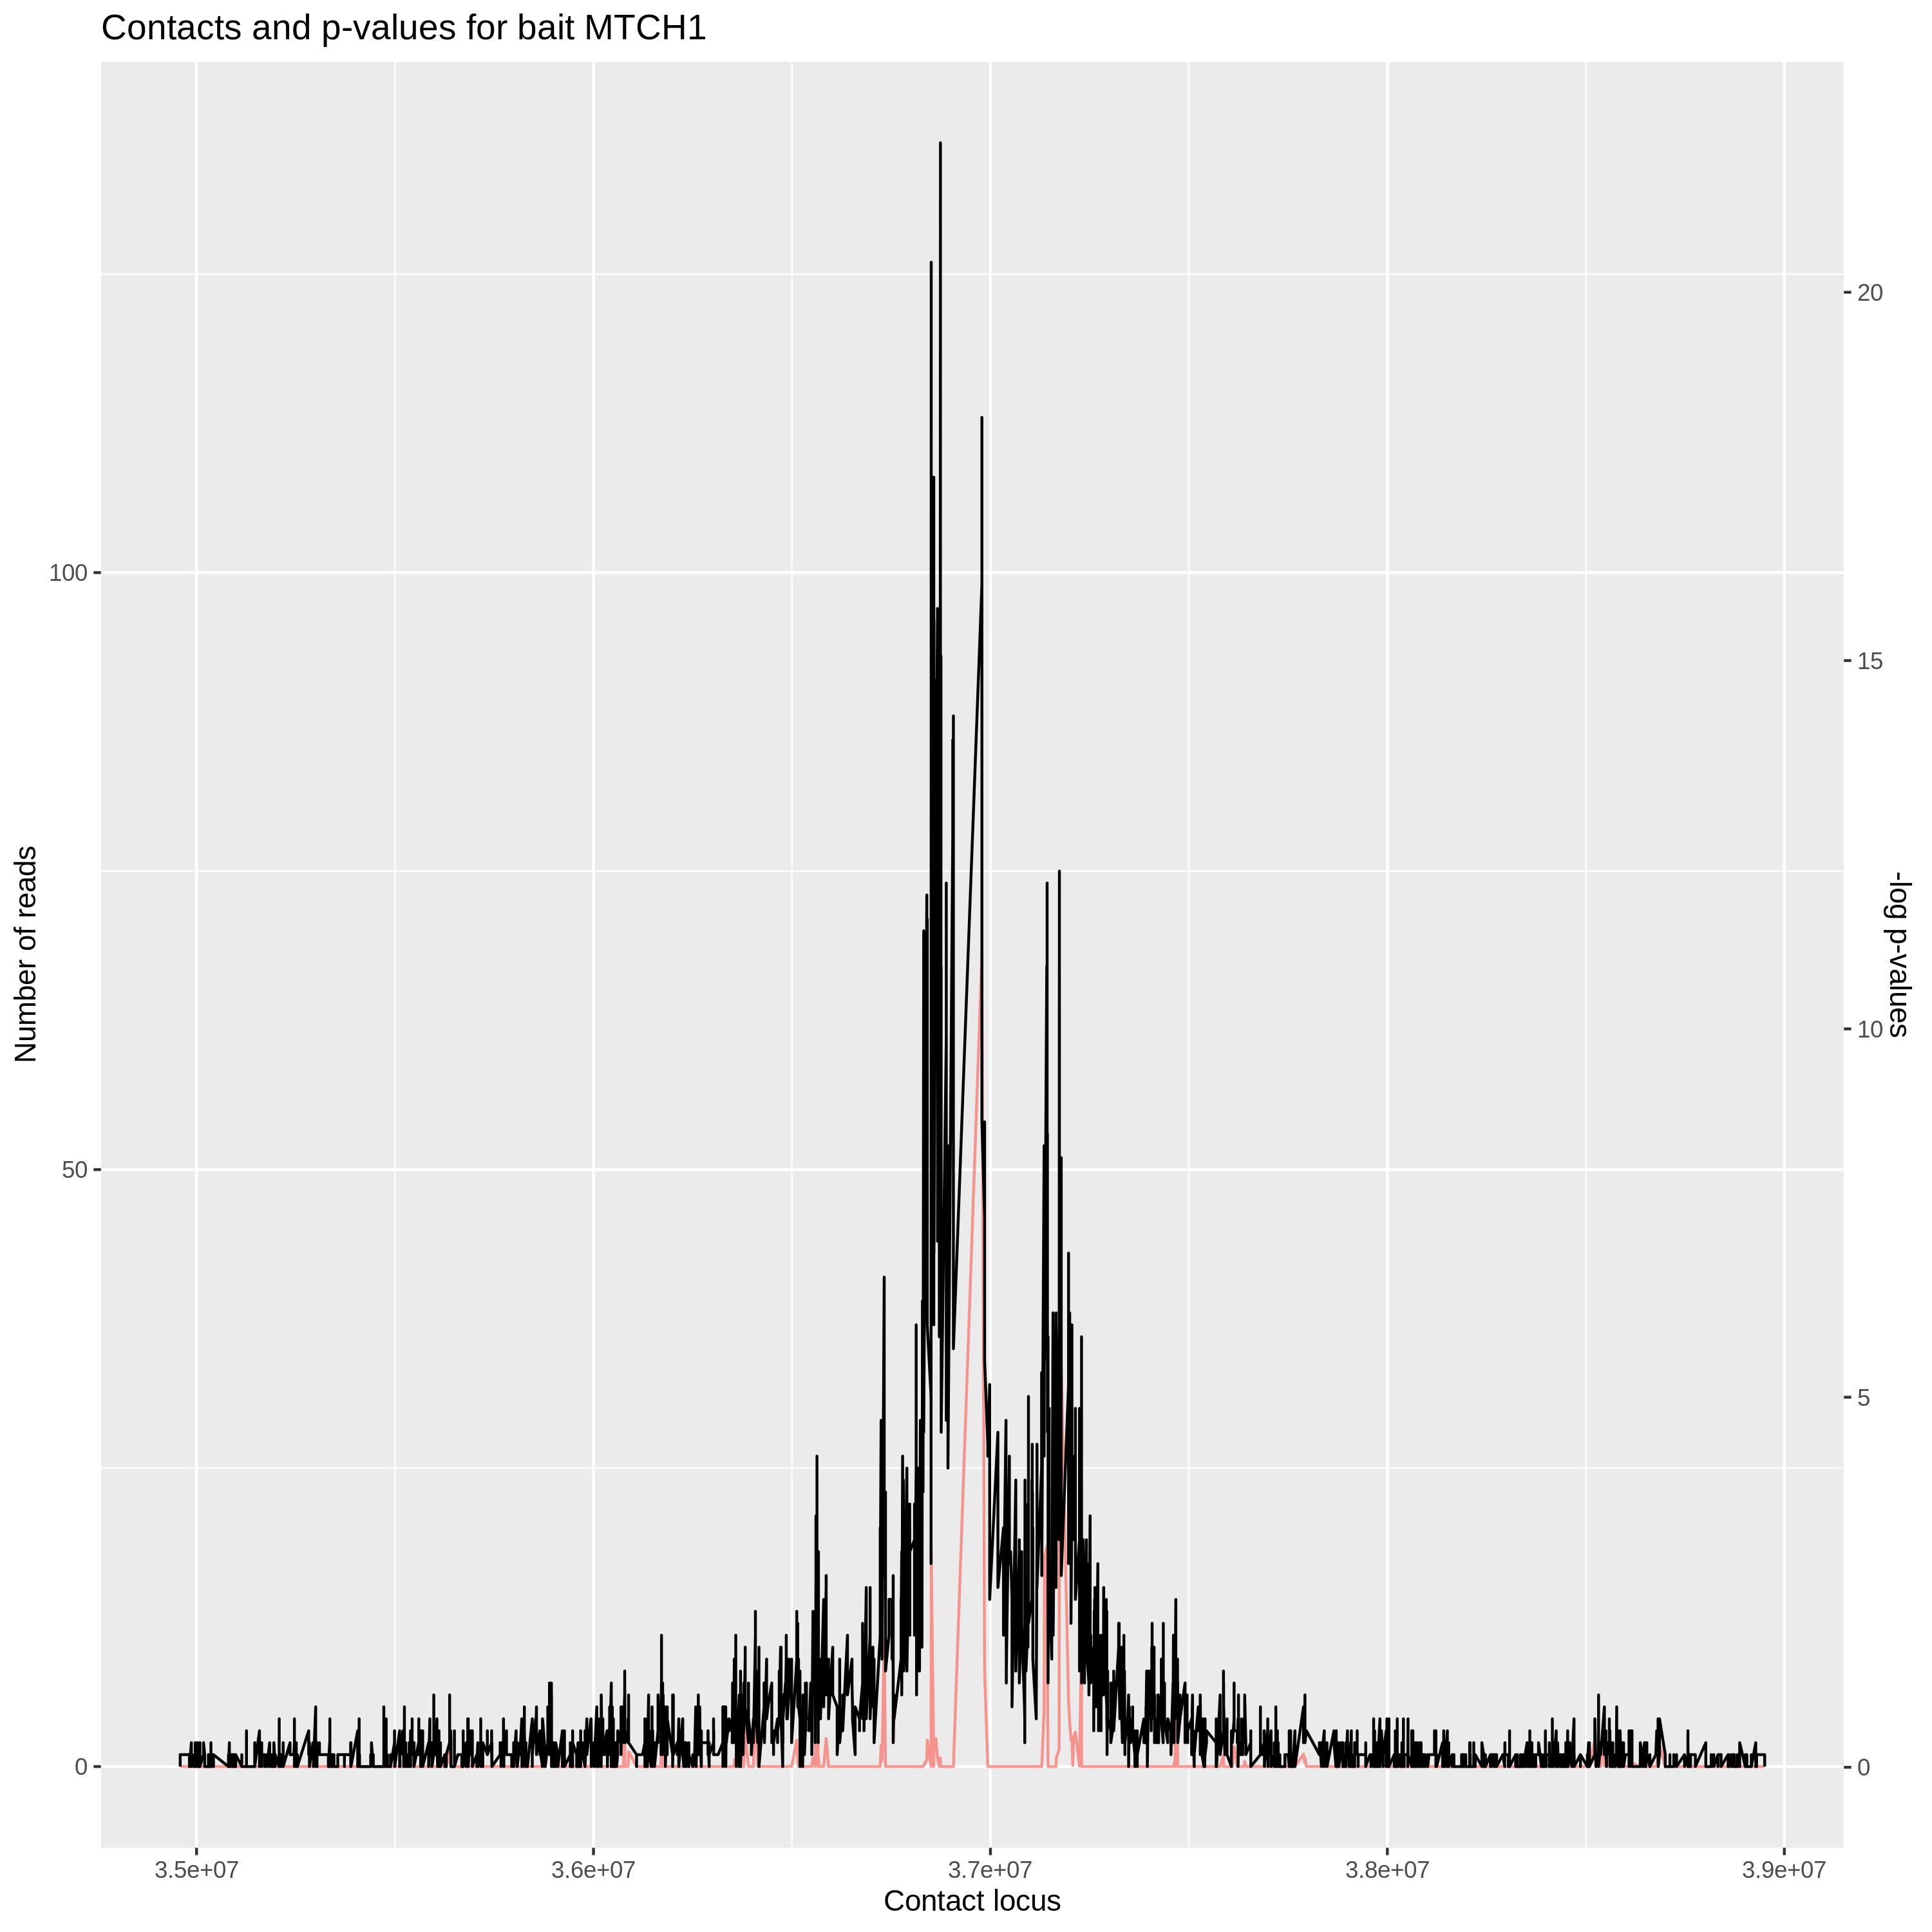 Contacts and p-values for bait MTCH1
Number of reads
100
50
0
20
15
10
5
0
-log p-values
3.5e+07
3.6e+07
3.7e+07
3.8e+07
3.9e+07
Contact locus